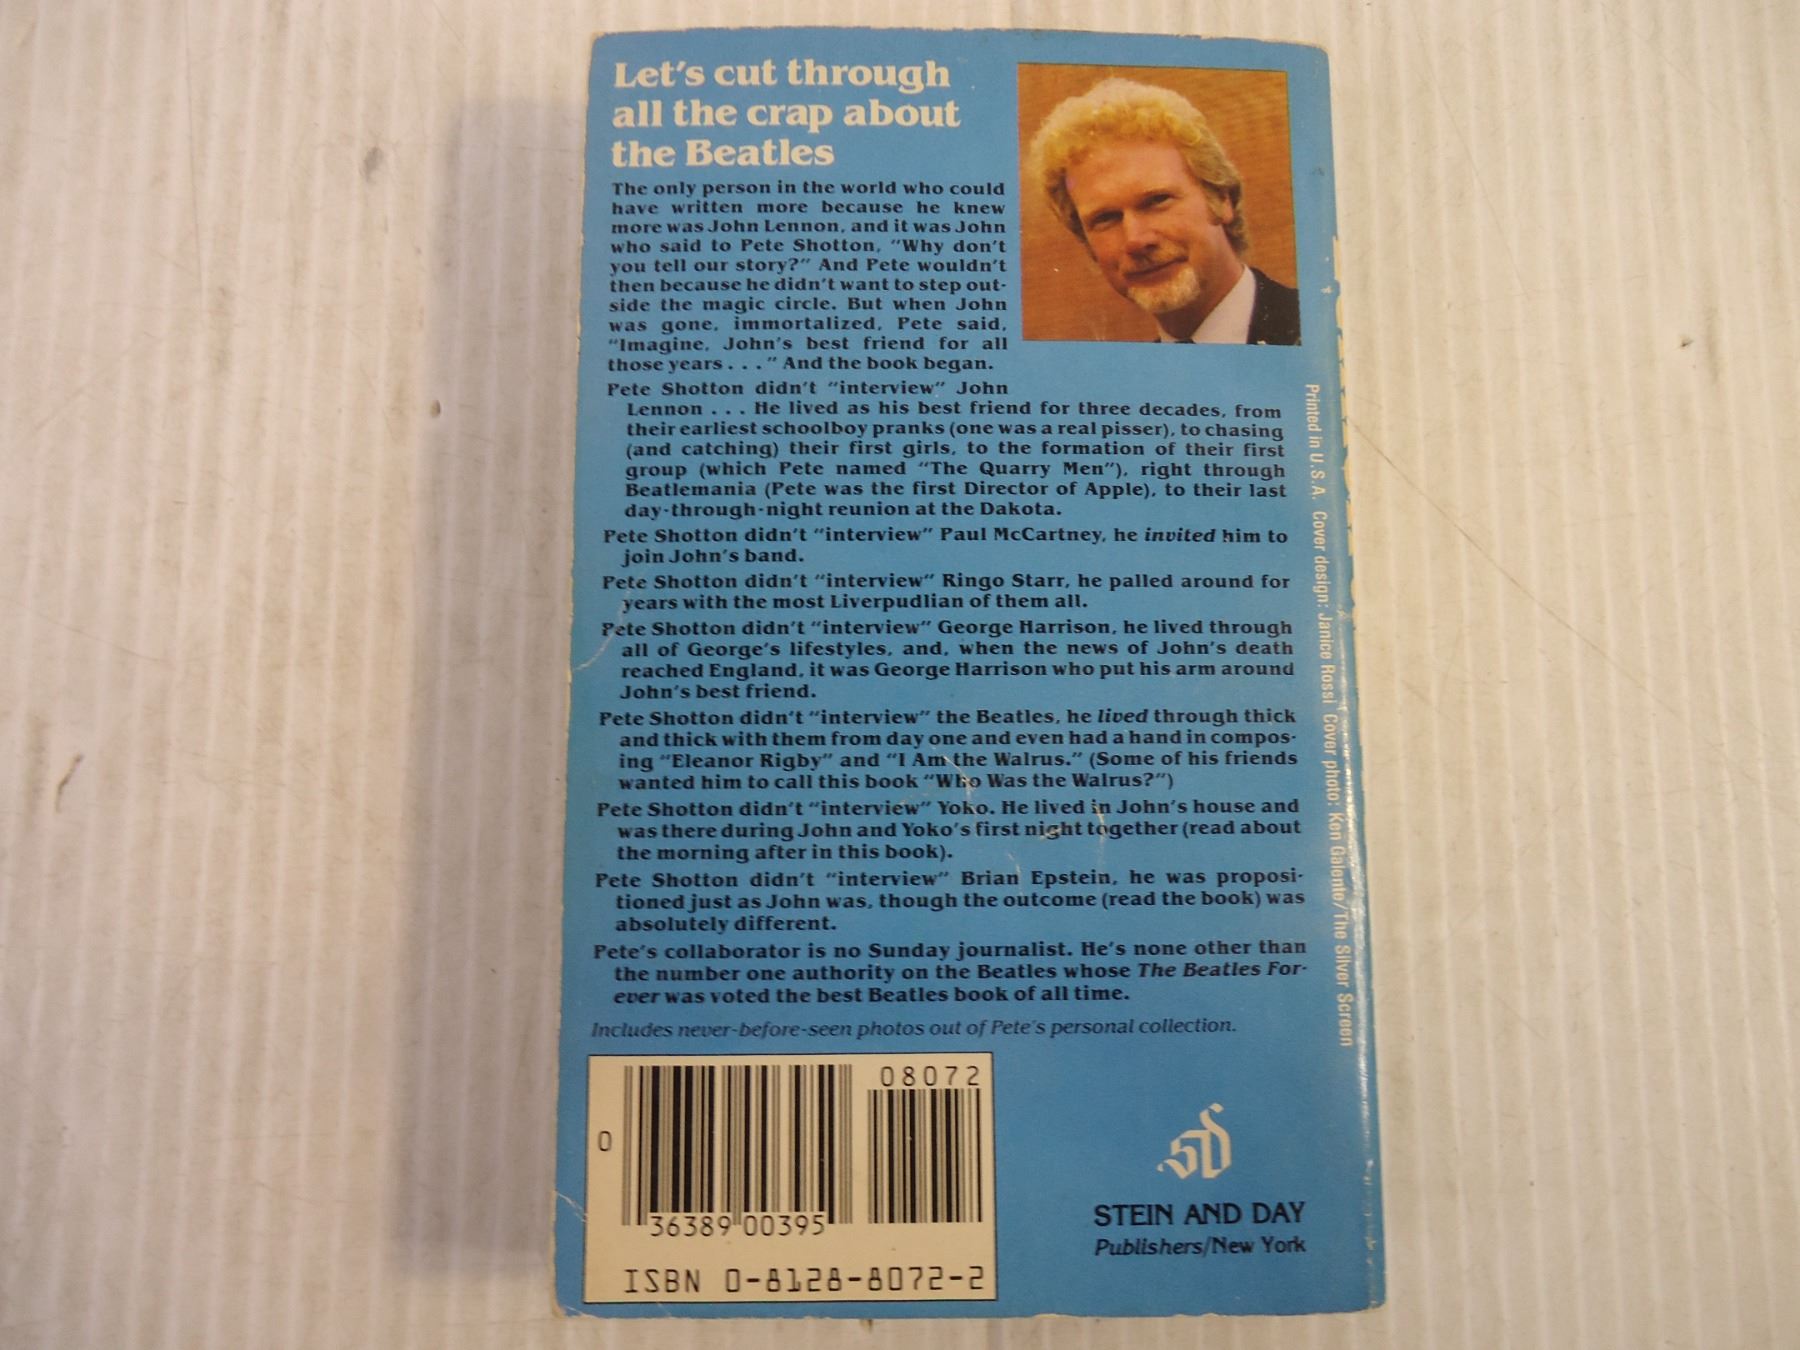 Let's cut through
all the crap about
the Beatles
The only person in the world who could
have written more because he knew
more was John Lennon, and it was John
who said to Pete Shotton, "Why don't
you tell our story?" And Pete wouldn't
then because he didn't want to step out-
side the magic circle. But when John
was gone, immortalized, Pete said,
"Imagine, John's best friend for all
those years . . . " And the book began.
Pete Shotton didn't "interview" John
Lennon . . . He lived as his best friend for three decades, from
their earliest schoolboy pranks (one was a real pisser), to chasing
(and catching) their first girls, to the formation of their first
group (which Pete named "The Quarry Men"), right through
Beatlemania (Pete was the first Director of Apple), to their last
day-through-night reunion at the Dakota.
Pete Shotton didn't "interview" Paul McCartney, he invited him to
join John's band.
Pete Shotton didn't "interview" Ringo Starr, he palled around for
years with the most Liverpudlian of them all.
Pete Shotton didn't "interview" George Harrison, he lived through
all of George's lifestyles, and, when the news of John's death
reached England, it was George Harrison who put his arm around
John's best friend.
Pete Shotton didn't "interview" the Beatles, he lived through thick
and thick with them from day one and even had a hand in compos-
ing "Eleanor Rigby" and "I Am the Walrus." (Some of his friends
wanted him to call this book "Who Was the Walrus?")
Pete Shotton didn't "interview" Yoko. He lived in John's house and
was there during John and Yoko's first night together (read about
the morning after in this book).
Pete Shotton didn't "interview" Brian Epstein, he was proposi-
tioned just as John was, though the outcome (read the book) was
absolutely different.
Pete's collaborator is no Sunday journalist. He's none other than
the number one authority on the Beatles whose The Beatles For-
ever was voted the best Beatles book of all time.
Includes never-before-seen photos out of Pete's personal collection.
Printed in U.S.A. Cover design: Janice Rossi Cover photo: Ken Galente/The Silver Screen
08072
0
36389 00395
ISBN 0-8128-8072-2
SD
STEIN AND DAY
Publishers/New York